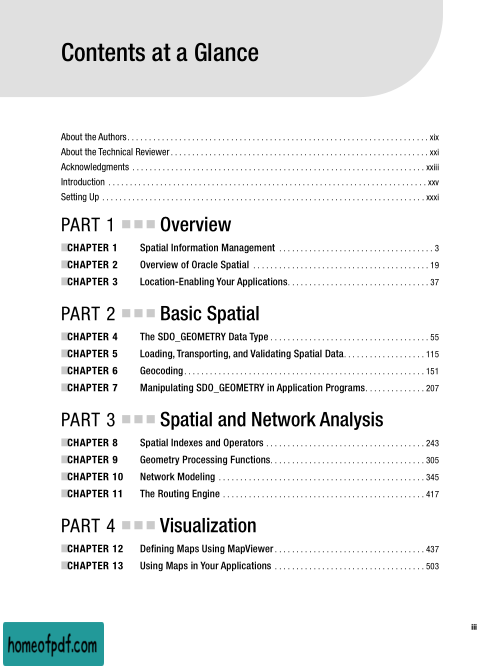 Contents at a Glance
About the Authors. . . . . . . . . . . . . . . . . . . . . . . . . . . . . . . . . . . . . . . . xix
About the Technical Reviewer. . . . . . . . . . . . . . . . . . . . . . . . . . . . . . . . . . . . . . . . xxi
Acknowledgments . . . . . . . . . . . . . . . . . . . . . . . . . . . . . . . . . . . . . . . . xxiii
Introduction . . . . . . . . . . . . . . . . . . . . . . . . . . . . . . . . . . . . . . . . xxv
Setting Up . . . . . . . . . . . . . . . . . . . . . . . . . . . . . . . . . . . . . . . . xxxi
PART 1 ■ ■ ■ Overview
■CHAPTER 1 Spatial Information Management . . . . . . . . . . . . . . . . . . . . . . . . . . . . . . 3
■CHAPTER 2 Overview of Oracle Spatial . . . . . . . . . . . . . . . . . . . . . . . . . . . . . . 19
■CHAPTER 3 Location-Enabling Your Applications. . . . . . . . . . . . . . . . . . . . . . . . . . . . . . 37
PART 2 ■ ■ ■ Basic Spatial
■CHAPTER 4 The SDO_GEOMETRY Data Type . . . . . . . . . . . . . . . . . . . . . . . . . . . . . . 55
■CHAPTER 5 Loading, Transporting, and Validating Spatial Data. . . . . . . . . . . . . . . . . . . 115
■CHAPTER 6 Geocoding. . . . . . . . . . . . . . . . . . . . . . . . . . . . . . 151
■CHAPTER 7 Manipulating SDO_GEOMETRY in Application Programs. . . . . . . . . . . . . . 207
PART 3 ■ ■ ■ Spatial and Network Analysis
■CHAPTER 8 Spatial Indexes and Operators . . . . . . . . . . . . . . . . . . . . . . . . . . . . . . 243
■CHAPTER 9 Geometry Processing Functions. . . . . . . . . . . . . . . . . . . . . . . . . . . . . . 305
■CHAPTER 10 Network Modeling . . . . . . . . . . . . . . . . . . . . . . . . . . . . . . 345
■CHAPTER 11 The Routing Engine . . . . . . . . . . . . . . . . . . . . . . . . . . . . . . 417
PART 4 ■ ■ ■ Visualization
■CHAPTER 12 Defining Maps Using MapViewer. . . . . . . . . . . . . . . . . . . . . . . . . . . . . . 437
■CHAPTER 13 Using Maps in Your Applications . . . . . . . . . . . . . . . . . . . . . . . . . . . . . . 503
iii
homeofpdf.com